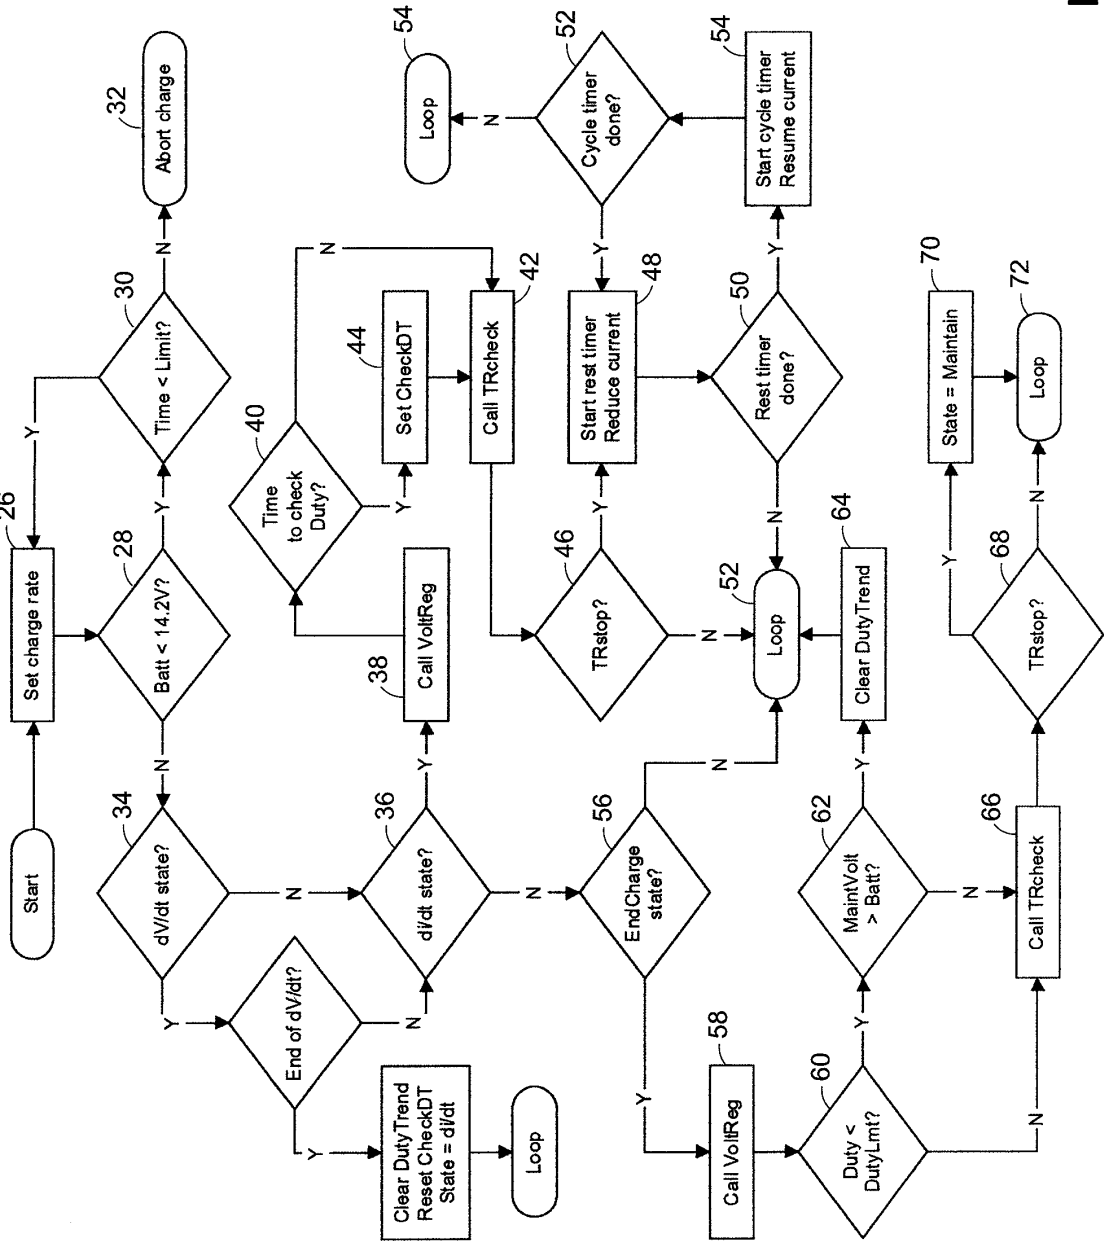 Start
26
Set charge rate
28
Batt < 14.2V?
Y
N
30
Time < Limit?
Y
N
32
Abort charge
34
dV/dt state?
Y
N
End of dV/dt?
Y
N
Clear DutyTrend
Reset CheckDT
State = di/dt
Loop
36
di/dt state?
Y
N
38
Call VoltReg
40
Time
to check
Duty?
Y
N
44
Set CheckDT
42
Call TRcheck
46
TRstop?
Y
N
48
Start rest timer
Reduce current
50
Rest timer
done?
Y
N
54
Start cycle timer
Resume current
52
Cycle timer
done?
Y
N
54
Loop
52
Loop
56
EndCharge
state?
Y
N
58
Call VoltReg
60
Duty <
DutyLmt?
Y
N
62
MaintVolt
> Batt?
Y
N
64
Clear DutyTrend
66
Call TRcheck
68
TRstop?
Y
N
70
State = Maintain
72
Loop